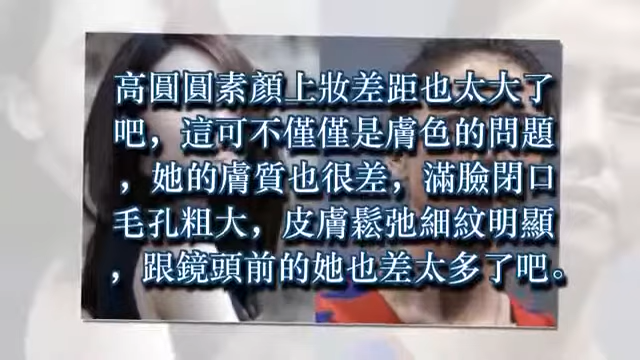 高圓圓素顏上妝差距也太大了
吧，這可不僅僅是膚色的問題
，她的膚質也很差，滿臉閉口
毛孔粗大，皮膚鬆弛細紋明顯
，跟鏡頭前的她也差太多了吧。